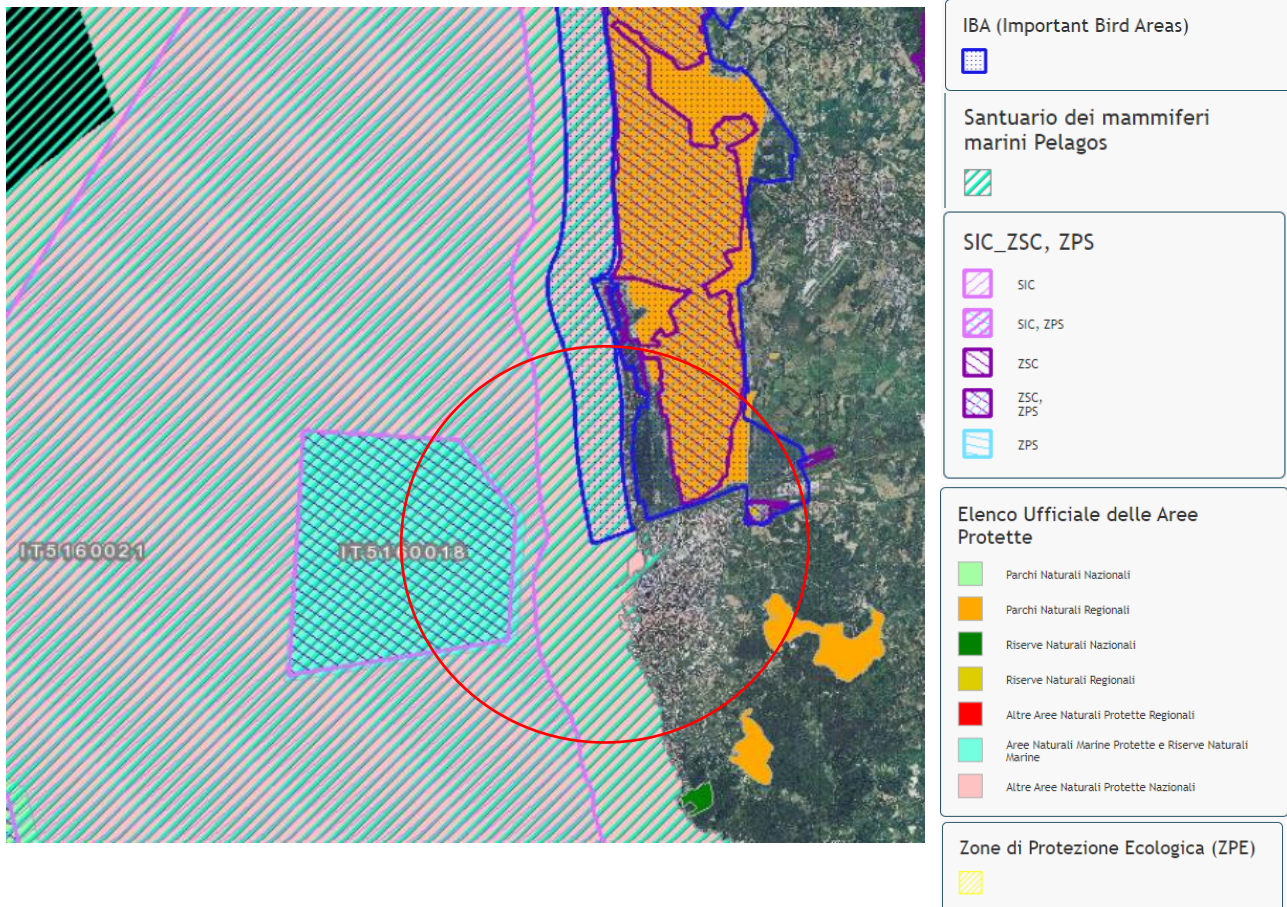 IT5160021
IT5160018
IBA (Important Bird Areas)
Santuario dei mammiferi
marini Pelagos
SIC_ZSC, ZPS
SIC
SIC, ZPS
ZSC
ZSC,
ZPS
ZPS
Elenco Ufficiale delle Aree
Protette
Parchi Naturali Nazionali
Parchi Naturali Regionali
Riserve Naturali Nazionali
Riserve Naturali Regionali
Altre Aree Naturali Protette Regionali
Aree Naturali Marine Protette e Riserve Naturali
Marine
Altre Aree Naturali Protette Nazionali
Zone di Protezione Ecologica (ZPE)